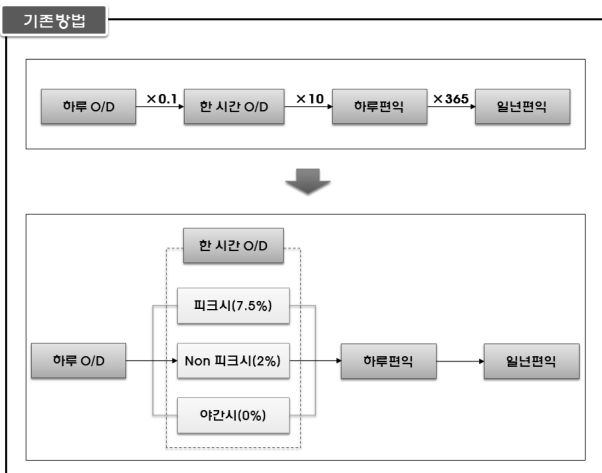 기존방법
하루 O/D
×0.1
한 시간 O/D
×10
하루편익
×365
일년편익
한 시간 O/D
피크시(7.5%)
하루 O/D
Non 피크시(2%)
하루편익
일년편익
야간시(0%)